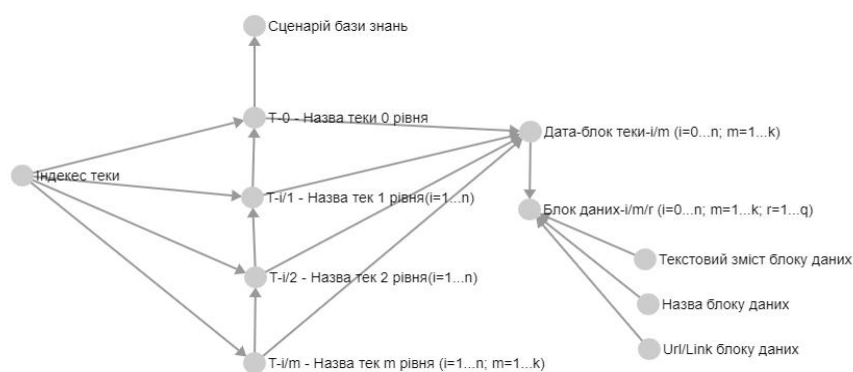 Сценарій бази знань
Т-0 - Назва теки 0 рівня
Дата-блок теки-i/m (i=0...n; m=1...k)
Індекес теки
Т-i/1 - Назва тек 1 рівня(i=1...n)
Блок даних-i/m/r (i=0...n; m=1...k; r=1...q)
Текстовий зміст блоку даних
Т-i/2 - Назва тек 2 рівня(i=1...n)
Назва блоку даних
Url/Link блоку даних
Т-i/m - Назва тек m рівня (i=1...n; m=1...k)